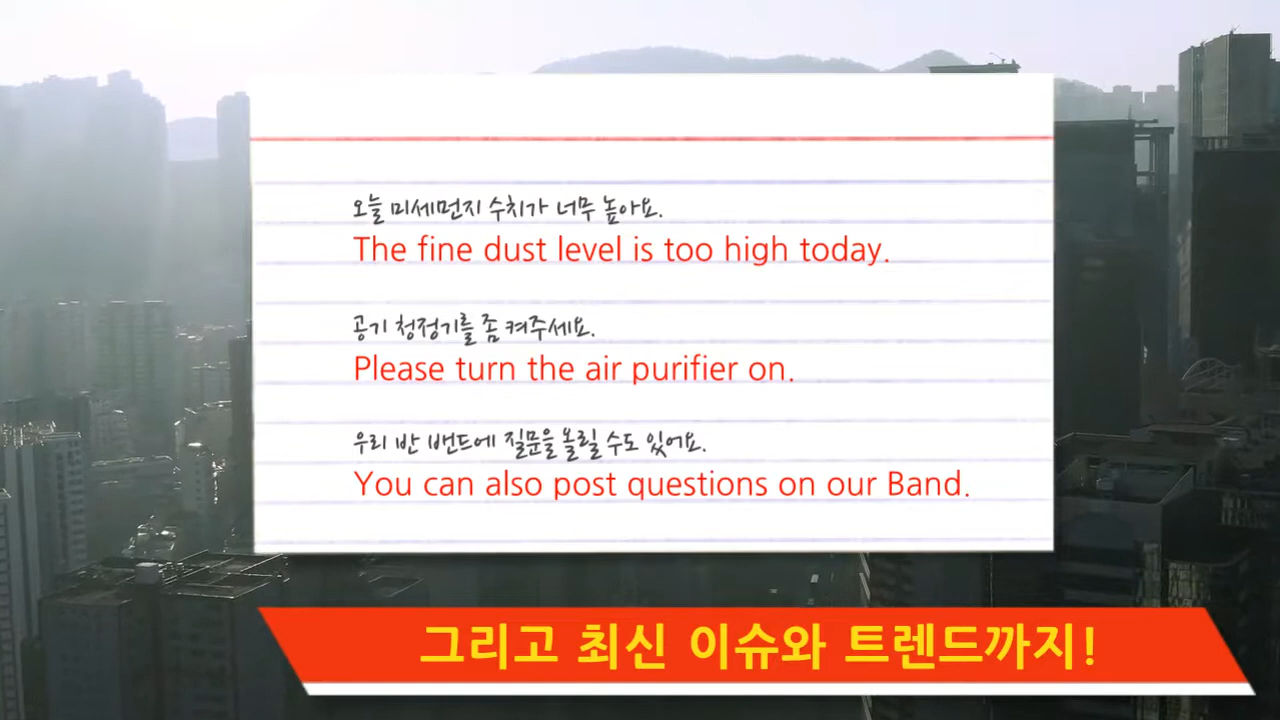 오늘 미세먼지 수치가 너무 높아요.
The fine dust level is too high today.
공기 청정기를 좀 켜주세요.
Please turn the air purifier on.
우리 반 밴드에 질문을 올릴 수도 있어요.
You can also post questions on our Band.
그리고 최신 이슈와 트렌드까지!